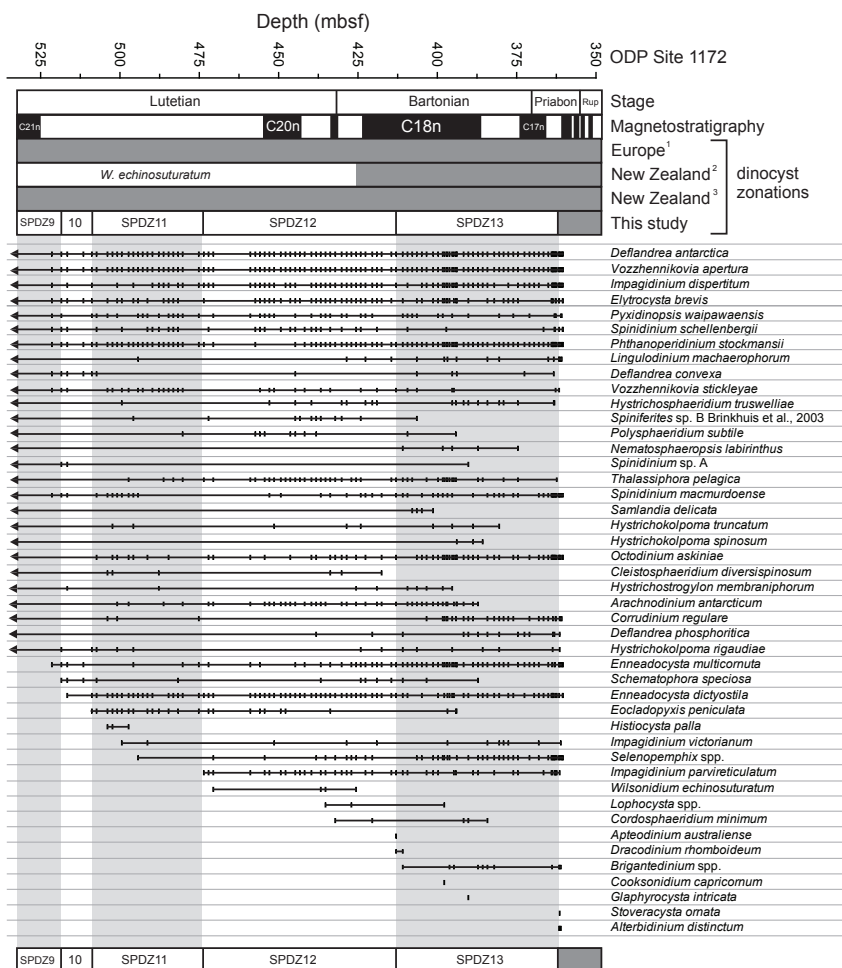 Depth (mbsf)
525 500 475 450 425 400 375 350
ODP Site 1172
Lutetian Bartonian Priabon Rup Stage
C21n C20n C18n C17n Magnetostratigraphy
Europe¹
W. echinosuturatum New Zealand²
New Zealand³
dinocyst
zonations
SPDZ9 10 SPDZ11 SPDZ12 SPDZ13 This study
Deflandrea antarctica
Vozzhennikovia apertura
Impagidinium dispertitum
Elytrocysta brevis
Pyxidinopsis waipawaensis
Spinidinium schellenbergii
Phthanoperidinium stockmansii
Lingulodinium machaerophorum
Deflandrea convexa
Vozzhennikovia stickleyae
Hystrichosphaeridium truswelliae
Spiniferites sp. B Brinkhuis et al., 2003
Polysphaeridium subtile
Nematosphaeropsis labirinthus
Spinidinium sp. A
Thalassiphora pelagica
Spinidinium macmurdoense
Samlandia delicata
Hystrichokolpoma truncatum
Hystrichokolpoma spinosum
Octodinium askiniae
Cleistosphaeridium diversispinosum
Hystrichostrogylon membraniphorum
Arachnodinium antarcticum
Corrudinium regulare
Deflandrea phosphoritica
Hystrichokolpoma rigaudiae
Enneadocysta multicornuta
Schematophora speciosa
Enneadocysta dictyostila
Eocladopyxis peniculata
Histiocysta palla
Impagidinium victorianum
Selenopemphix spp.
Impagidinium parvireticulatum
Wilsonidium echinosuturatum
Lophocysta spp.
Cordosphaeridium minimum
Apteodinium australiense
Dracodinium rhomboideum
Brigantedinium spp.
Cooksonidium capricornum
Glaphyrocysta intricata
Stoveracysta ornata
Alterbidinium distinctum
SPDZ9 10 SPDZ11 SPDZ12 SPDZ13